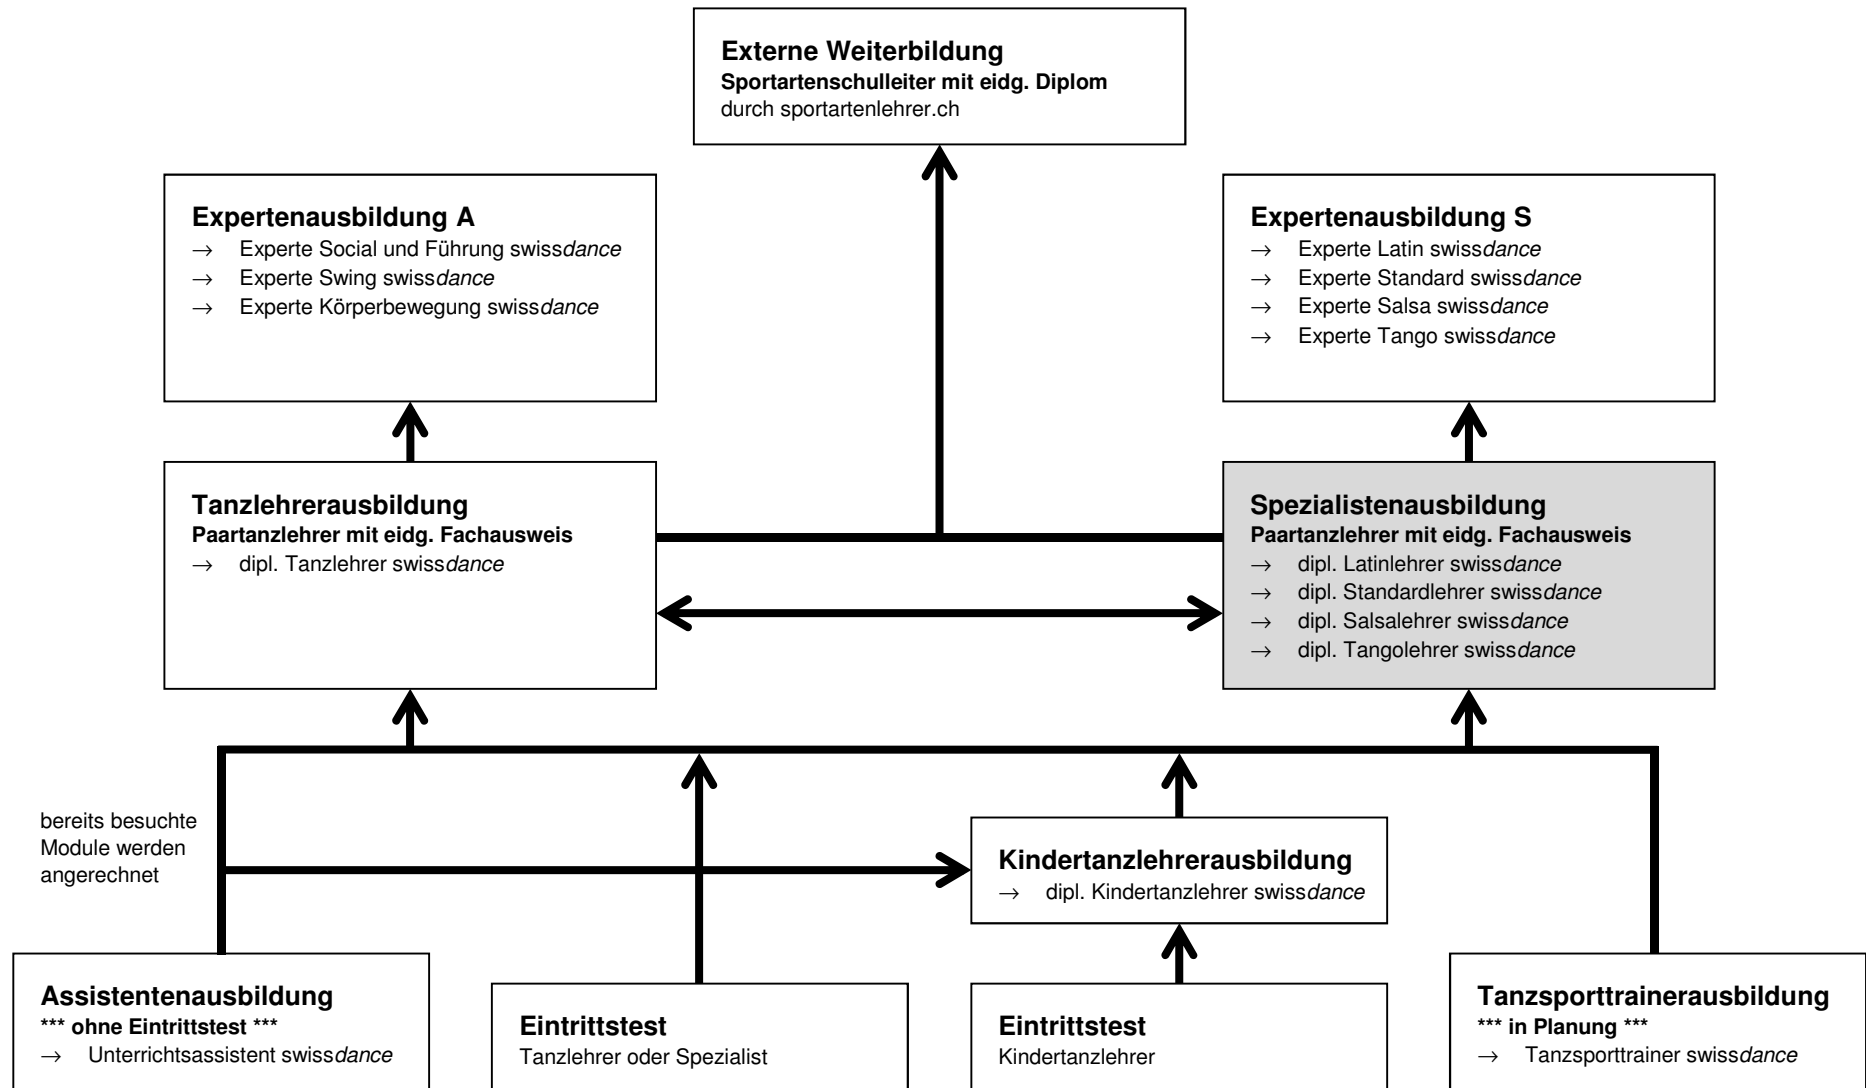 Externe Weiterbildung
Sportartenschulleiter mit eidg. Diplom
durch sportartenlehrer.ch
Expertenausbildung A
→ Experte Social und Führung swissdance
→ Experte Swing swissdance
→ Experte Körperbewegung swissdance
Expertenausbildung S
→ Experte Latin swissdance
→ Experte Standard swissdance
→ Experte Salsa swissdance
→ Experte Tango swissdance
Tanzlehrerausbildung
Paartanzlehrer mit eidg. Fachausweis
→ dipl. Tanzlehrer swissdance
Spezialistenausbildung
Paartanzlehrer mit eidg. Fachausweis
→ dipl. Latinlehrer swissdance
→ dipl. Standardlehrer swissdance
→ dipl. Salsalehrer swissdance
→ dipl. Tangolehrer swissdance
bereits besuchte
Module werden
angerechnet
Kindertanzlehrerausbildung
→ dipl. Kindertanzlehrer swissdance
Assistentenausbildung
*** ohne Eintrittstest ***
→ Unterrichtsassistent swissdance
Eintrittstest
Tanzlehrer oder Spezialist
Eintrittstest
Kindertanzlehrer
Tanzsporttrainerausbildung
*** in Planung ***
→ Tanzsporttrainer swissdance